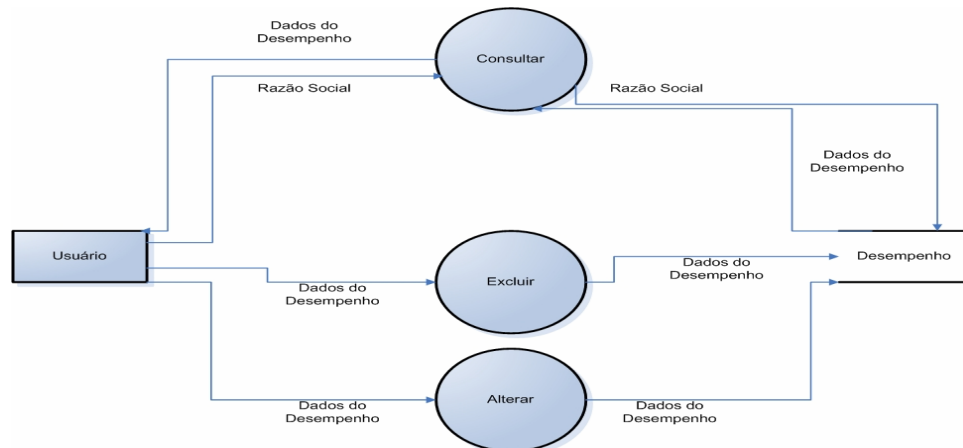 Dados do
Desempenho
Consultar
Razão Social
Razão Social
Dados do
Desempenho
Usuário
Excluir
Desempenho
Dados do
Desempenho
Dados do
Desempenho
Alterar
Dados do
Desempenho
Dados do
Desempenho